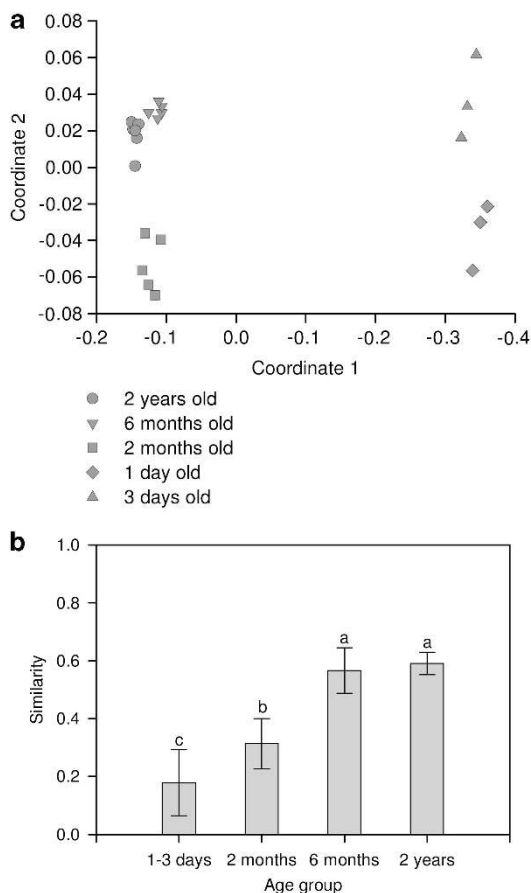 a
0.08
0.06
0.04
0.02
0.00
-0.02
-0.04
-0.06
-0.08
Coordinate 2
-0.2 -0.1 0.0 -0.1 -0.2 -0.3 -0.4
Coordinate 1
2 years old
6 months old
2 months old
1 day old
3 days old
b
1.0
0.8
0.6
0.4
0.2
0.0
Similarity
c b a a
1-3 days 2 months 6 months 2 years
Age group